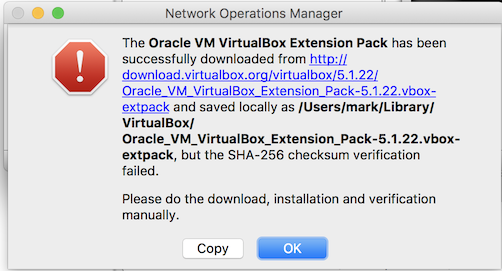 Network Operations Manager
The Oracle VM VirtualBox Extension Pack has been
successfully downloaded from http://
download.virtualbox.org/virtualbox/5.1.22/
Oracle_VM_VirtualBox_Extension_Pack-5.1.22.vbox-
extpack and saved locally as /Users/mark/Library/
VirtualBox/
Oracle_VM_VirtualBox_Extension_Pack-5.1.22.vbox-
extpack, but the SHA-256 checksum verification
failed.
Please do the download, installation and verification
manually.
Copy
OK